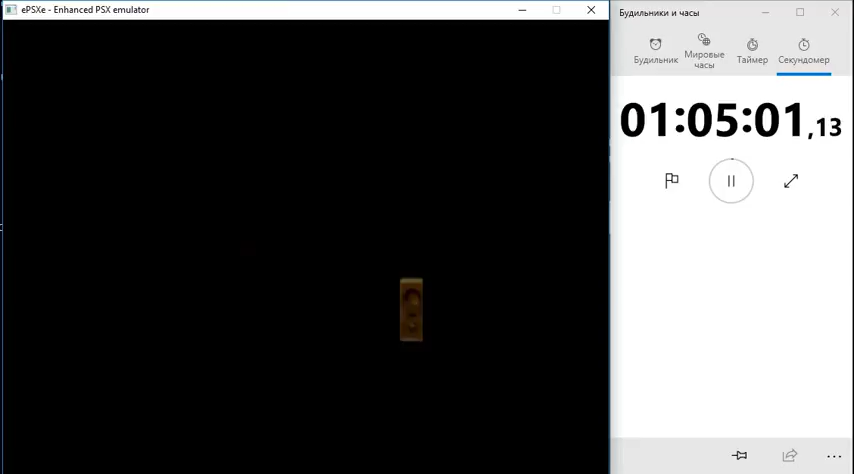 ePSXe - Enhanced PSX emulator
Будильники и часы
Будильник
Мировые
часы
Таймер
Секундомер
01:05:01,13